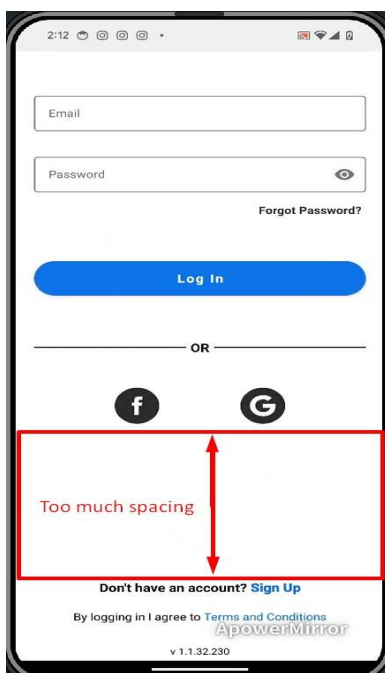 2:12
Email
Password
Forgot Password?
Log In
OR
f G
Too much spacing
Don't have an account? Sign Up
By logging in I agree to Terms and Conditions
ApowerMirror
v 1.1.32.230